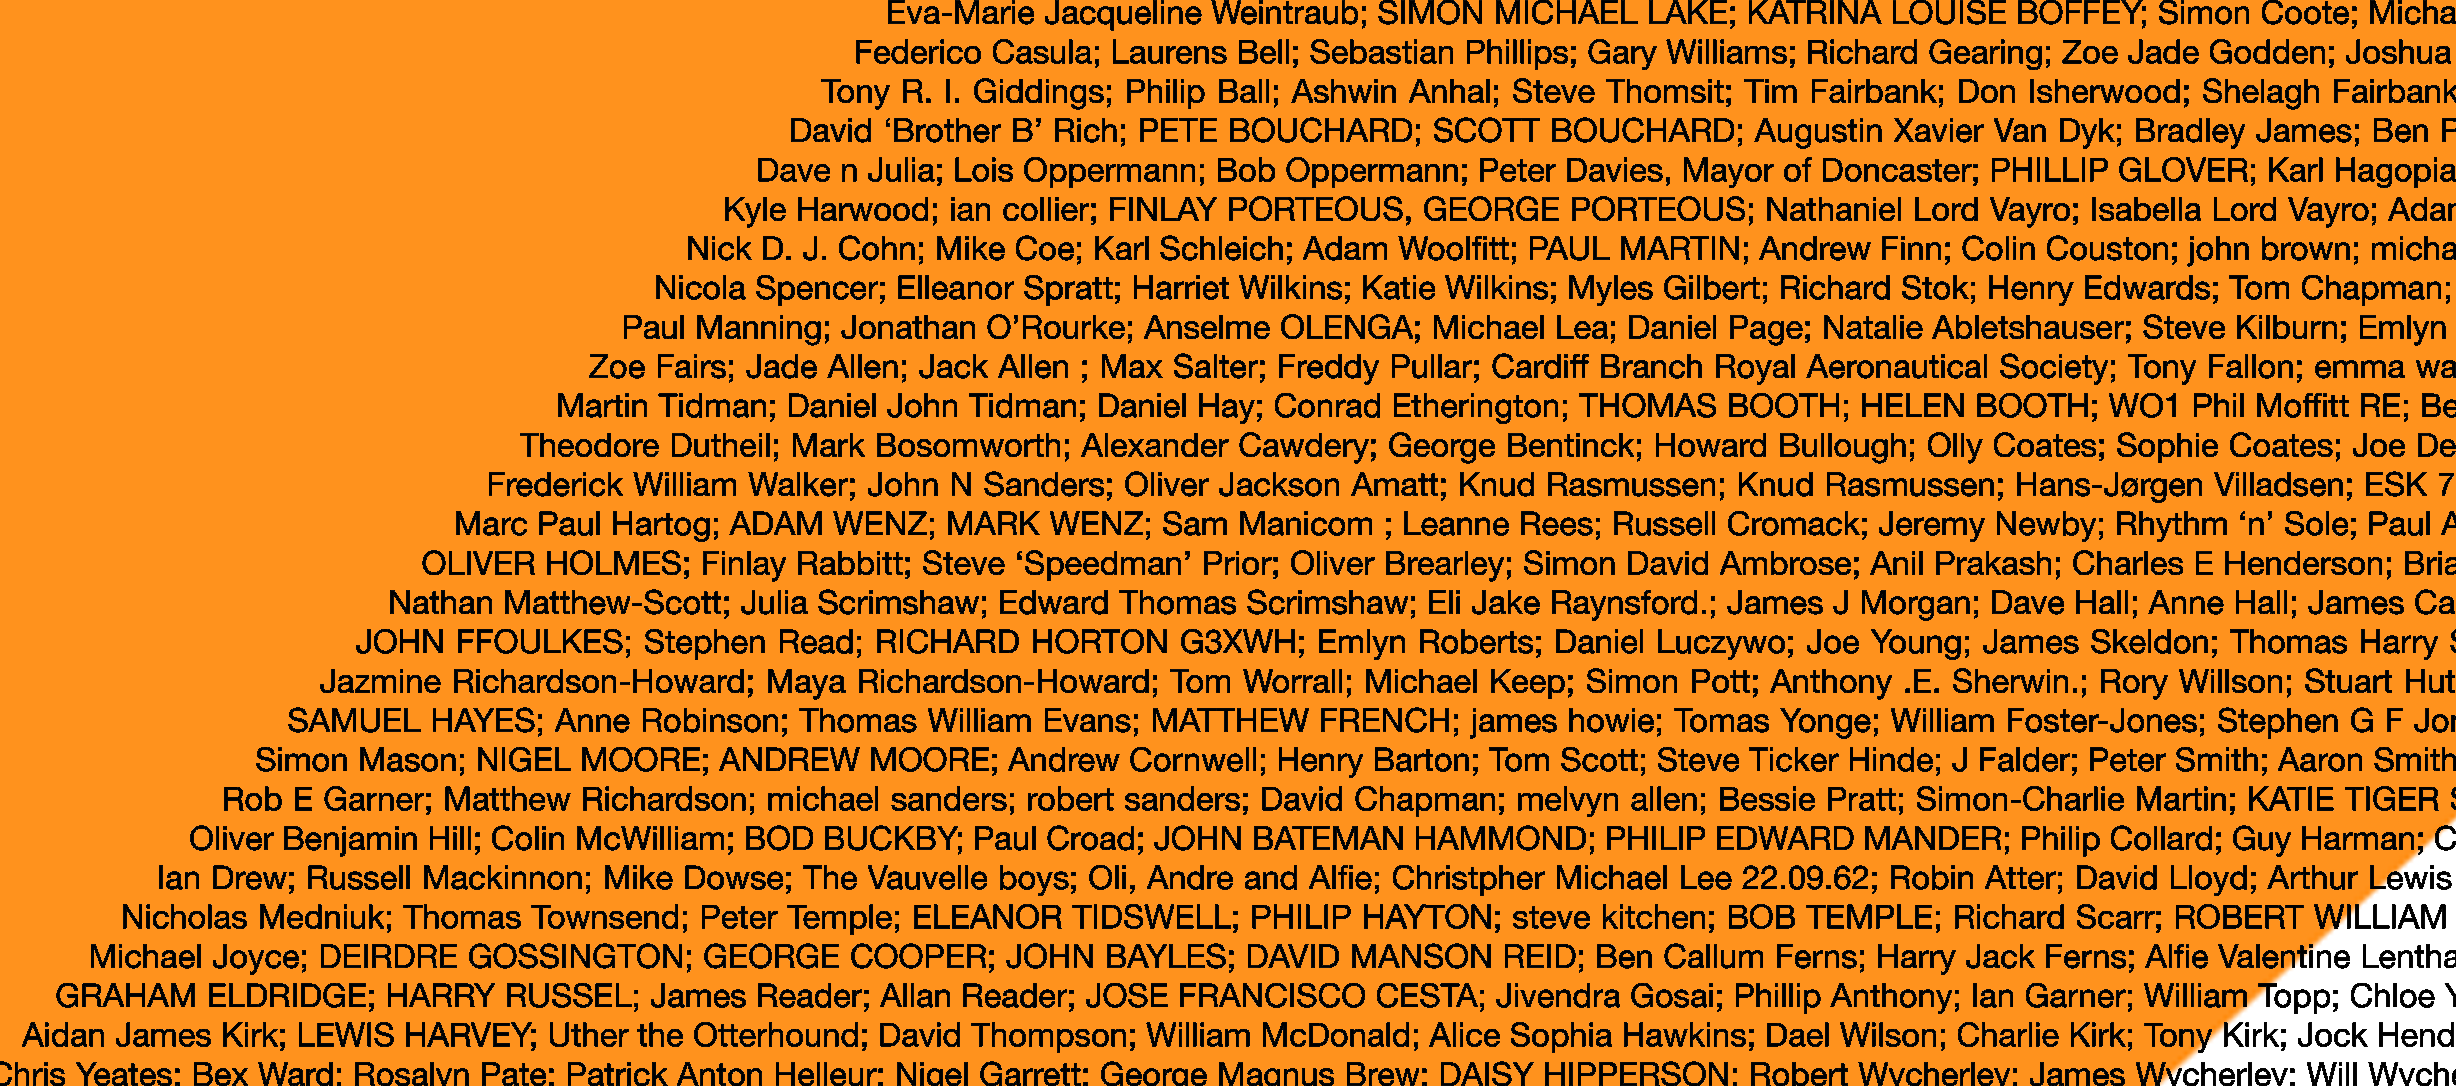 Eva-Marie Jacqueline Weintraub; SIMON MICHAEL LAKE; KATRINA LOUISE BOFFEY; Simon Coote; Micha
Federico Casula; Laurens Bell; Sebastian Phillips; Gary Williams; Richard Gearing; Zoe Jade Godden; Joshua
Tony R. I. Giddings; Philip Ball; Ashwin Anhal; Steve Thomsit; Tim Fairbank; Don Isherwood; Shelagh Fairbank
David ‘Brother B’ Rich; PETE BOUCHARD; SCOTT BOUCHARD; Augustin Xavier Van Dyk; Bradley James; Ben
Dave n Julia; Lois Oppermann; Bob Oppermann; Peter Davies, Mayor of Doncaster; PHILLIP GLOVER; Karl Hagopia
Kyle Harwood; ian collier; FINLAY PORTEOUS, GEORGE PORTEOUS; Nathaniel Lord Vayro; Isabella Lord Vayro; Adam
Nick D. J. Cohn; Mike Coe; Karl Schleich; Adam Woolfitt; PAUL MARTIN; Andrew Finn; Colin Couston; john brown; micha
Nicola Spencer; Elleanor Spratt; Harriet Wilkins; Katie Wilkins; Myles Gilbert; Richard Stok; Henry Edwards; Tom Chapman;
Paul Manning; Jonathan O’Rourke; Anselme OLENGA; Michael Lea; Daniel Page; Natalie Abletshauser; Steve Kilburn; Emlyn
Zoe Fairs; Jade Allen; Jack Allen ; Max Salter; Freddy Pullar; Cardiff Branch Royal Aeronautical Society; Tony Fallon; emma wa
Martin Tidman; Daniel John Tidman; Daniel Hay; Conrad Etherington; THOMAS BOOTH; HELEN BOOTH; WO1 Phil Moffitt RE; Be
Theodore Dutheil; Mark Bosomworth; Alexander Cawdery; George Bentinck; Howard Bullough; Olly Coates; Sophie Coates; Joe De
Frederick William Walker; John N Sanders; Oliver Jackson Amatt; Knud Rasmussen; Knud Rasmussen; Hans-Jørgen Villadsen; ESK 7
Marc Paul Hartog; ADAM WENZ; MARK WENZ; Sam Manicom ; Leanne Rees; Russell Cromack; Jeremy Newby; Rhythm ‘n’ Sole; Paul A
OLIVER HOLMES; Finlay Rabbitt; Steve ‘Speedman’ Prior; Oliver Brearley; Simon David Ambrose; Anil Prakash; Charles E Henderson; Bria
Nathan Matthew-Scott; Julia Scrimshaw; Edward Thomas Scrimshaw; Eli Jake Raynsford.; James J Morgan; Dave Hall; Anne Hall; James Ca
JOHN FFOULKES; Stephen Read; RICHARD HORTON G3XWH; Emlyn Roberts; Daniel Luczywo; Joe Young; James Skeldon; Thomas Harry
Jazmine Richardson-Howard; Maya Richardson-Howard; Tom Worrall; Michael Keep; Simon Pott; Anthony .E. Sherwin.; Rory Willson; Stuart Hut
SAMUEL HAYES; Anne Robinson; Thomas William Evans; MATTHEW FRENCH; james howie; Tomas Yonge; William Foster-Jones; Stephen G F Jon
Simon Mason; NIGEL MOORE; ANDREW MOORE; Andrew Cornwell; Henry Barton; Tom Scott; Steve Ticker Hinde; J Falder; Peter Smith; Aaron Smith
Rob E Garner; Matthew Richardson; michael sanders; robert sanders; David Chapman; melvyn allen; Bessie Pratt; Simon-Charlie Martin; KATIE TIGER
Oliver Benjamin Hill; Colin McWilliam; BOD BUCKBY; Paul Croad; JOHN BATEMAN HAMMOND; PHILIP EDWARD MANDER; Philip Collard; Guy Harman; C
Ian Drew; Russell Mackinnon; Mike Dowse; The Vauvelle boys; Oli, Andre and Alfie; Christpher Michael Lee 22.09.62; Robin Atter; David Lloyd; Arthur Lewis
Nicholas Medniuk; Thomas Townsend; Peter Temple; ELEANOR TIDSWELL; PHILIP HAYTON; steve kitchen; BOB TEMPLE; Richard Scarr; ROBERT WILLIAM
Michael Joyce; DEIRDRE GOSSINGTON; GEORGE COOPER; JOHN BAYLES; DAVID MANSON REID; Ben Callum Ferns; Harry Jack Ferns; Alfie Valentine Lentha
GRAHAM ELDRIDGE; HARRY RUSSEL; James Reader; Allan Reader; JOSE FRANCISCO CESTA; Jivendra Gosai; Phillip Anthony; Ian Garner; William Topp; Chloe Y
Aidan James Kirk; LEWIS HARVEY; Uther the Otterhound; David Thompson; William McDonald; Alice Sophia Hawkins; Dael Wilson; Charlie Kirk; Tony Kirk; Jock Hend
Chris Yeates; Bex Ward; Rosalyn Pate; Patrick Anton Helleur; Nigel Garrett; George Magnus Brew; DAISY HIPPERSON; Robert Wycherley; James Wycherley; Will Wyche